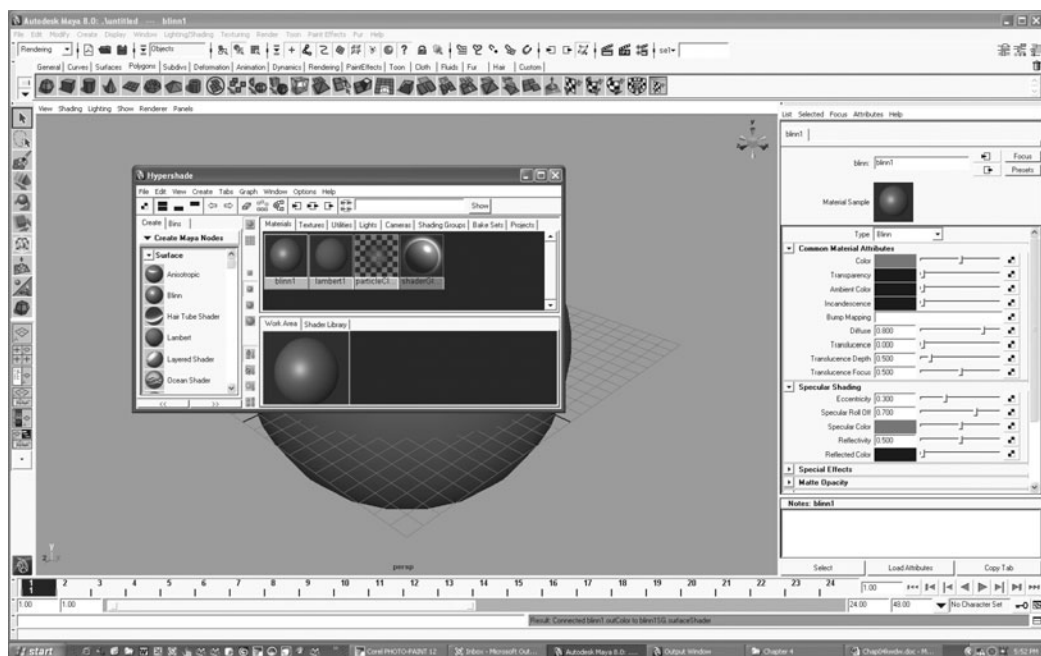 Autodesk Maya 8.0: .\untitled --- blinn1
File Edit Modify Create Display Window Lighting/Shading Texturing Render Toon Paint Effects Fur Help
Rendering Objects sel*
General Curves Surfaces Polygons Subdivs Deformation Animation Dynamics Rendering PaintEffects Toon Cloth Fluids Fur Hair Custom
View Shading Lighting Show Renderer Panels
List Selected Focus Attributes Help
blinn1
blinn: blinn1 Focus
Presets
Material Sample
Type Blinn
Common Material Attributes
Color
Transparency
Ambient Color
Incandescence
Bump Mapping
Diffuse 0.800
Translucence 0.000
Translucence Depth 0.500
Translucence Focus 0.500
Specular Shading
Eccentricity 0.300
Specular Roll Off 0.700
Specular Color
Reflectivity 0.500
Reflected Color
Special Effects
Matte Opacity
Notes: blinn1
Select Load Attributes Copy Tab
Hypershade
File Edit View Create Tabs Graph Window Options Help
Show
Create Bins
Create Maya Nodes
Surface
Anisotropic
Blinn
Hair Tube Shader
Lambert
Layered Shader
Ocean Shader
<< >>
Materials Textures Utilities Lights Cameras Shading Groups Bake Sets Projects
blinn1 lambert1 particleCl... shaderGl...
Work Area Shader Library
persp
1 2 3 4 5 6 7 8 9 10 11 12 13 14 15 16 17 18 19 20 21 22 23 24
1 1.00
1.00 1.00 24.00 48.00 No Character Set
Result: Connected blinn1.outColor to blinn1SG.surfaceShader
start Corel PHOTO-PAINT 12 Inbox - Microsoft Out... Autodesk Maya 8.0: ... Output Window Chapter 4 5:52 PM